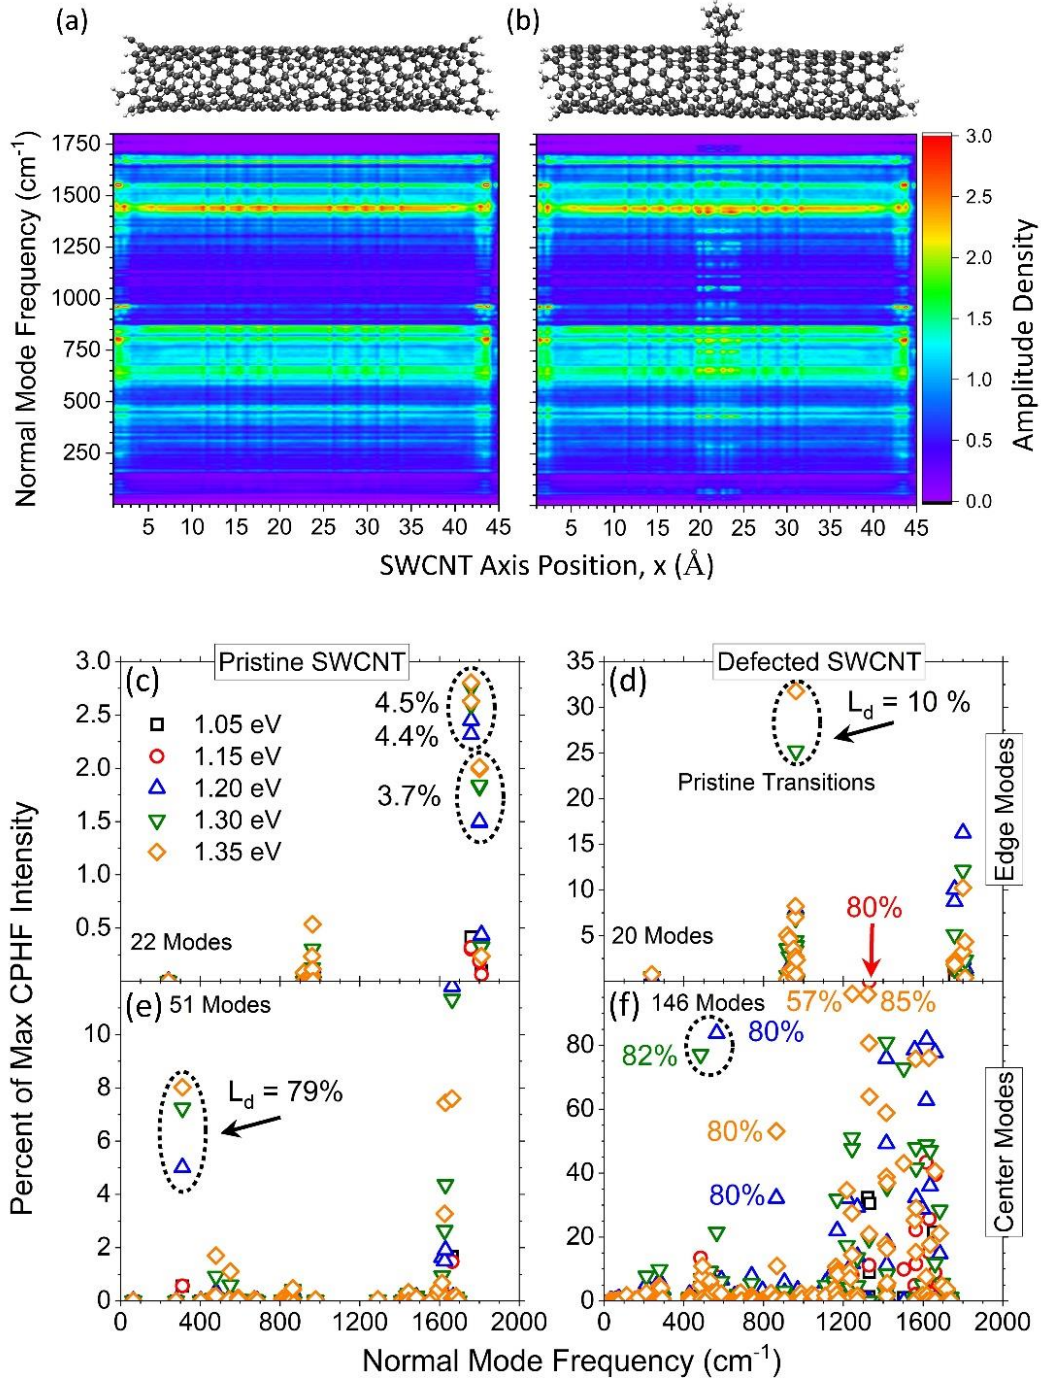 (a)
(b)
Normal Mode Frequency (cm⁻¹)
1750
1500
1250
1000
750
500
250
5 10 15 20 25 30 35 40 45
5 10 15 20 25 30 35 40 45
SWCNT Axis Position, x (Å)
3.0
2.5
2.0
1.5
1.0
0.5
0.0
Amplitude Density
Percent of Max CPHF Intensity
(c)
Pristine SWCNT
3.0
2.5
2.0
1.5
1.0
0.5
1.05 eV
1.15 eV
1.20 eV
1.30 eV
1.35 eV
4.5%
4.4%
3.7%
22 Modes
(d)
Defected SWCNT
35
30
25
20
15
10
5
L_d = 10 %
Pristine Transitions
80%
20 Modes
Edge Modes
(e)
51 Modes
10
8
6
4
2
0
L_d = 79%
0 400 800 1200 1600 2000
(f)
146 Modes
57%
85%
80
60
40
20
0
82%
80%
80%
80%
0 400 800 1200 1600 2000
Center Modes
Normal Mode Frequency (cm⁻¹)